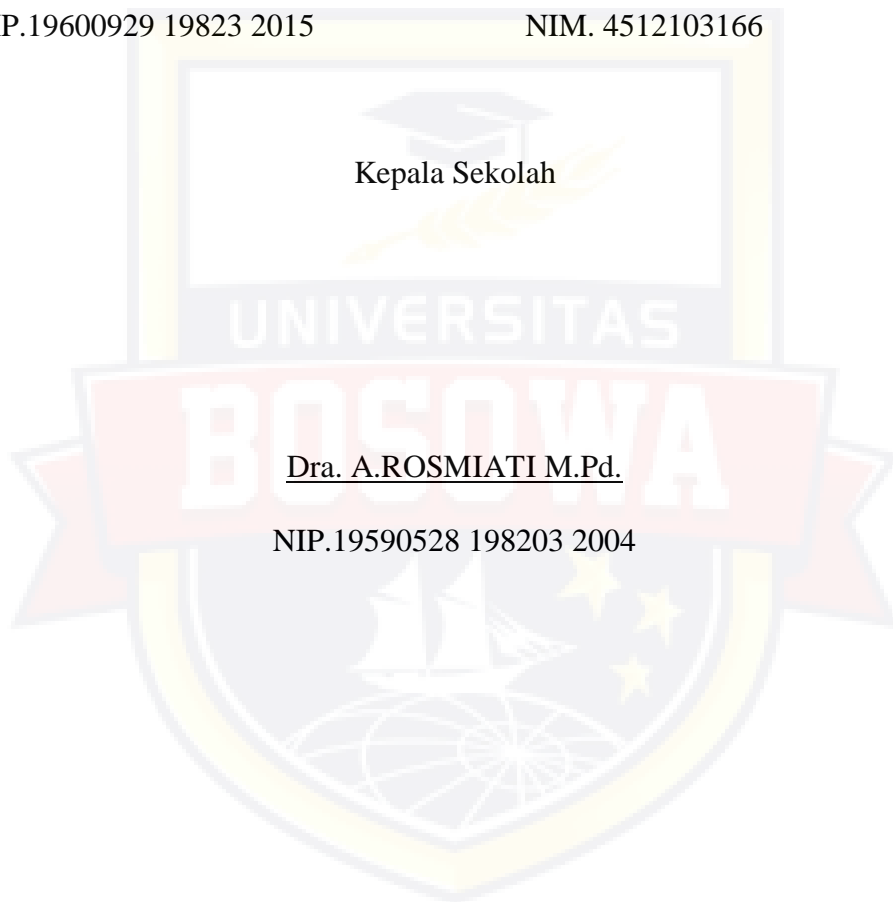 P.19600929 19823 2015 NIM. 4512103166
Kepala Sekolah
UNIVERSITAS
BOSOWA
Dra. A.ROSMIATI M.Pd.
NIP.19590528 198203 2004